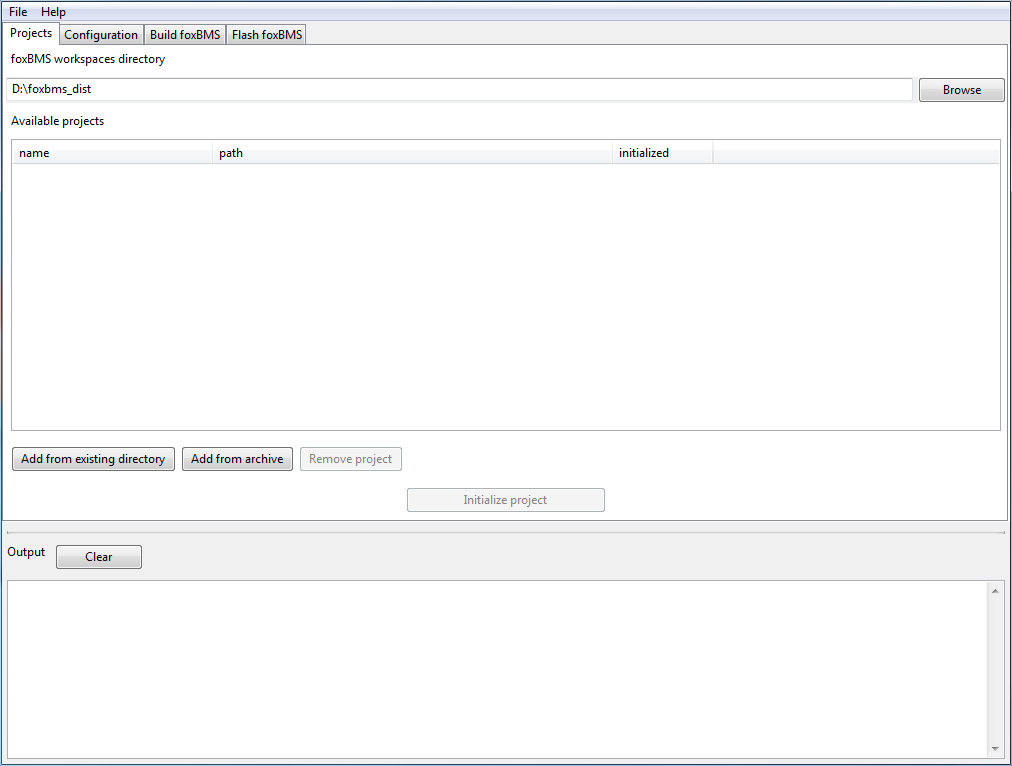 File Help
Projects Configuration Build foxBMS Flash foxBMS
foxBMS workspaces directory
D:\foxbms_dist Browse
Available projects
name path initialized
Add from existing directory Add from archive Remove project
Initialize project
Output Clear